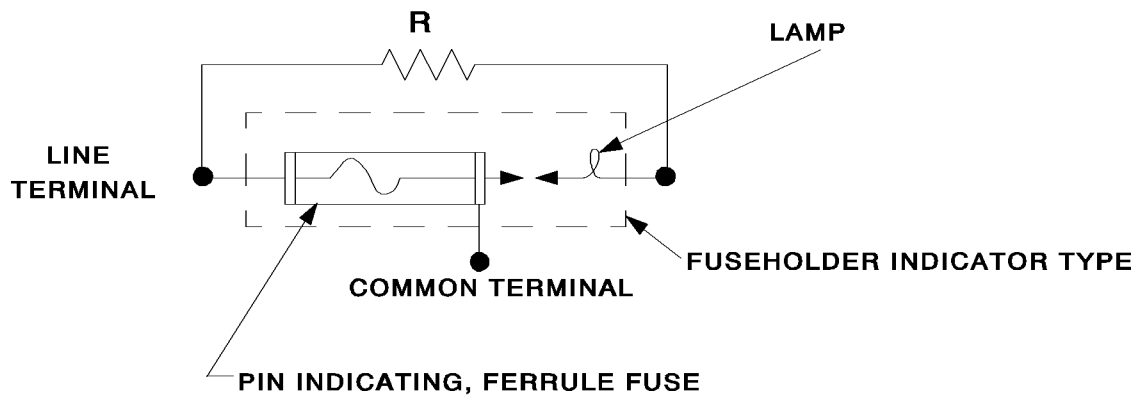 R
LAMP
LINE
TERMINAL
FUSEHOLDER INDICATOR TYPE
COMMON TERMINAL
PIN INDICATING, FERRULE FUSE